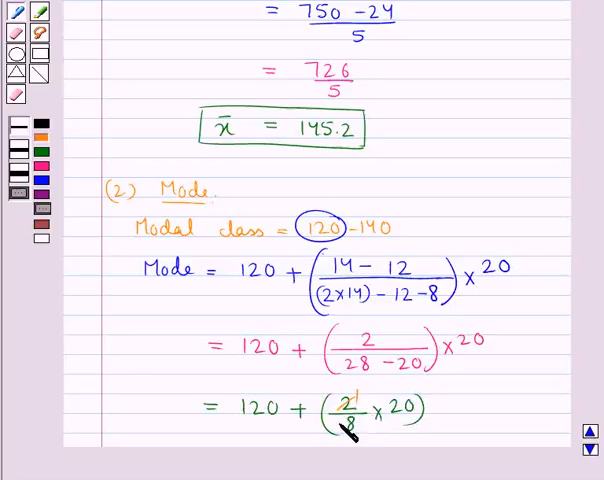 = 750 - 24 / 5
= 726 / 5
x̄ = 145.2
(2) Mode.
Modal class = 120-140
Mode = 120 + ( 14 - 12 / (2x14) - 12 - 8 ) x 20
= 120 + ( 2 / 28 - 20 ) x 20
= 120 + ( 2 1 / 8 x 20 )